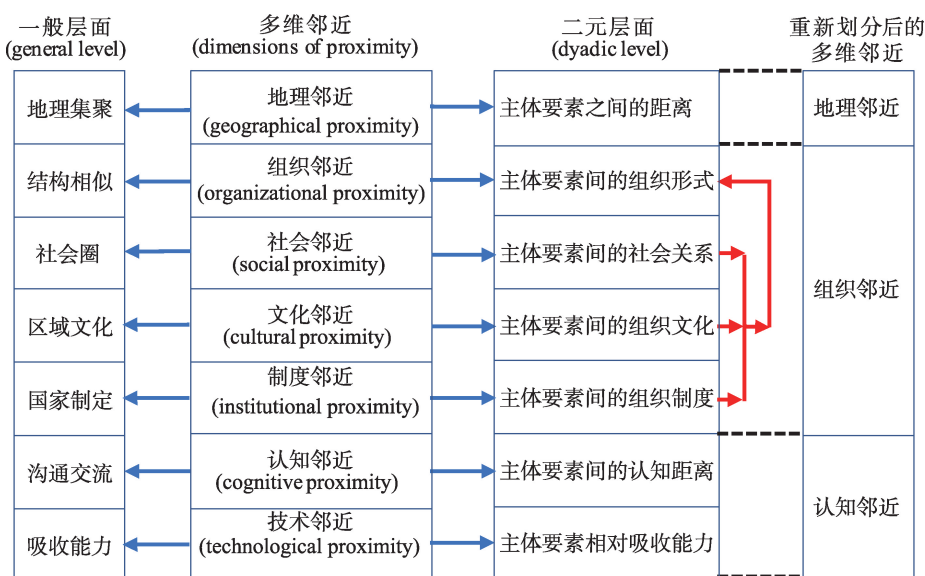 一般层面
(general level)
多维邻近
(dimensions of proximity)
二元层面
(dyadic level)
重新划分后的
多维邻近
地理集聚
地理邻近
(geographical proximity)
主体要素之间的距离
地理邻近
结构相似
组织邻近
(organizational proximity)
主体要素间的组织形式
社会圈
社会邻近
(social proximity)
主体要素间的社会关系
组织邻近
区域文化
文化邻近
(cultural proximity)
主体要素间的组织文化
国家制定
制度邻近
(institutional proximity)
主体要素间的组织制度
沟通交流
认知邻近
(cognitive proximity)
主体要素间的认知距离
认知邻近
吸收能力
技术邻近
(technological proximity)
主体要素相对吸收能力